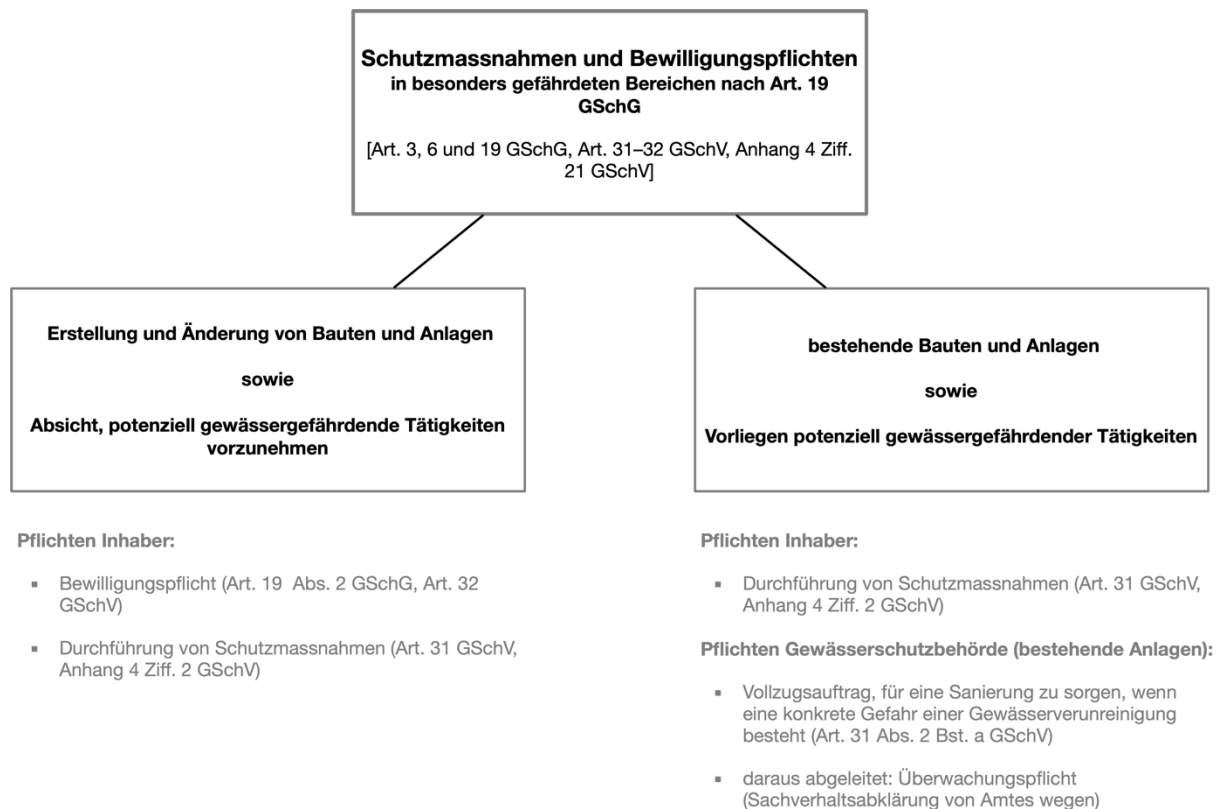 Schutzmassnahmen und Bewilligungspflichten
in besonders gefährdeten Bereichen nach Art. 19
GSchG
[Art. 3, 6 und 19 GSchG, Art. 31–32 GSchV, Anhang 4 Ziff.
21 GSchV]
Erstellung und Änderung von Bauten und Anlagen
sowie
Absicht, potenziell gewässergefährdende Tätigkeiten
vorzunehmen
Pflichten Inhaber:
▪ Bewilligungspflicht (Art. 19 Abs. 2 GSchG, Art. 32
GSchV)
▪ Durchführung von Schutzmassnahmen (Art. 31 GSchV,
Anhang 4 Ziff. 2 GSchV)
bestehende Bauten und Anlagen
sowie
Vorliegen potenziell gewässergefährdender Tätigkeiten
Pflichten Inhaber:
▪ Durchführung von Schutzmassnahmen (Art. 31 GSchV,
Anhang 4 Ziff. 2 GSchV)
Pflichten Gewässerschutzbehörde (bestehende Anlagen):
▪ Vollzugsauftrag, für eine Sanierung zu sorgen, wenn
eine konkrete Gefahr einer Gewässerverunreinigung
besteht (Art. 31 Abs. 2 Bst. a GSchV)
▪ daraus abgeleitet: Überwachungspflicht
(Sachverhaltsabklärung von Amtes wegen)